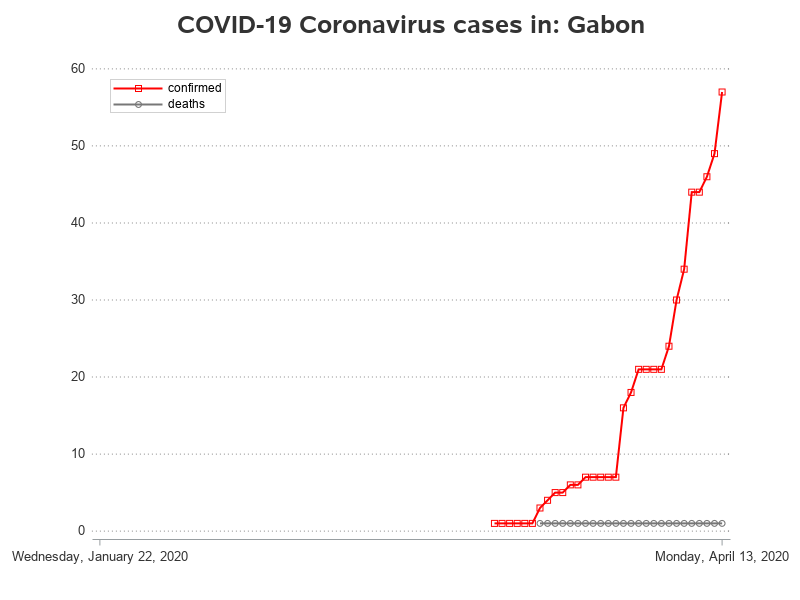 COVID-19 Coronavirus cases in: Gabon
60
confirmed
deaths
50
40
30
20
10
0
Wednesday, January 22, 2020
Monday, April 13, 2020